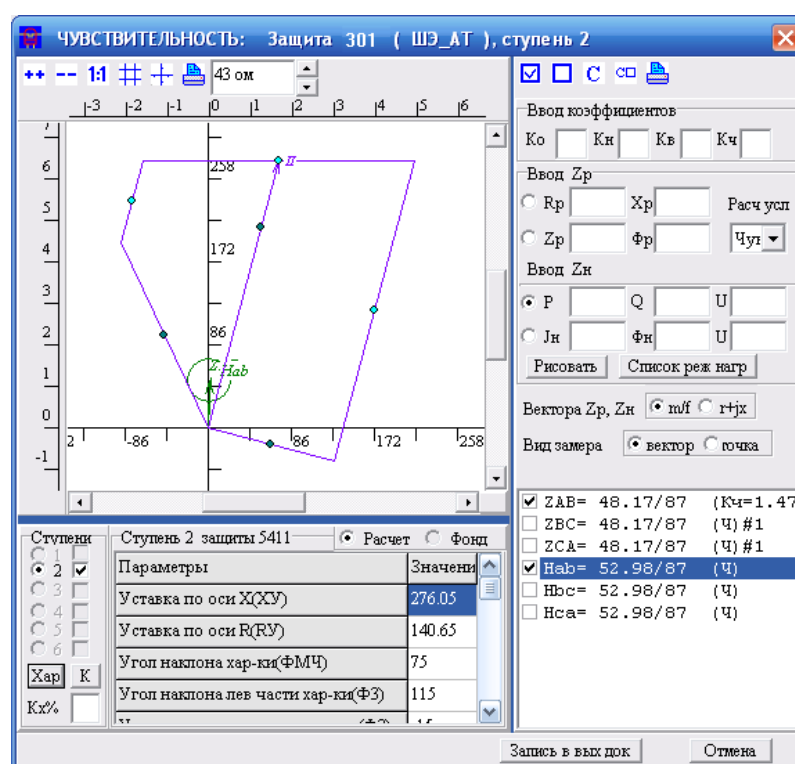 ЧУВСТВИТЕЛЬНОСТЬ: Защита 301 ( ШЭ_АТ ), ступень 2
++ -- 1:1 43 ом
C
-3 -2 -1 0 1 2 3 4 5 6
6
5
4
3
2
1
0
-1
258
172
86
II
Z Hab
2 -86 86 172 258
Ввод коэффициентов
Ко Кн Кв Кч
Ввод Zр
Rр Xр Расч усл
Zр Фр Чув
Ввод Zн
P Q U
Jн Фн U
Рисовать Список реж нагр
Вектора Zр, Zн m/f r+jx
Вид замера вектор точка
ZAB= 48.17/87 (Кч=1.47
ZBC= 48.17/87 (Ч)#1
ZCA= 48.17/87 (Ч)#1
Hab= 52.98/87 (Ч)
Hbc= 52.98/87 (Ч)
Hca= 52.98/87 (Ч)
Ступени
1
2
3
4
5
6
Хар К
Кх%
Ступень 2 защиты 5411 Расчет Фонд
Параметры Значени
Уставка по оси X(XУ) 276.05
Уставка по оси R(RУ) 140.65
Угол наклона хар-ки(ФМЧ) 75
Угол наклона лев части хар-ки(Ф3) 115
Запись в вых док Отмена